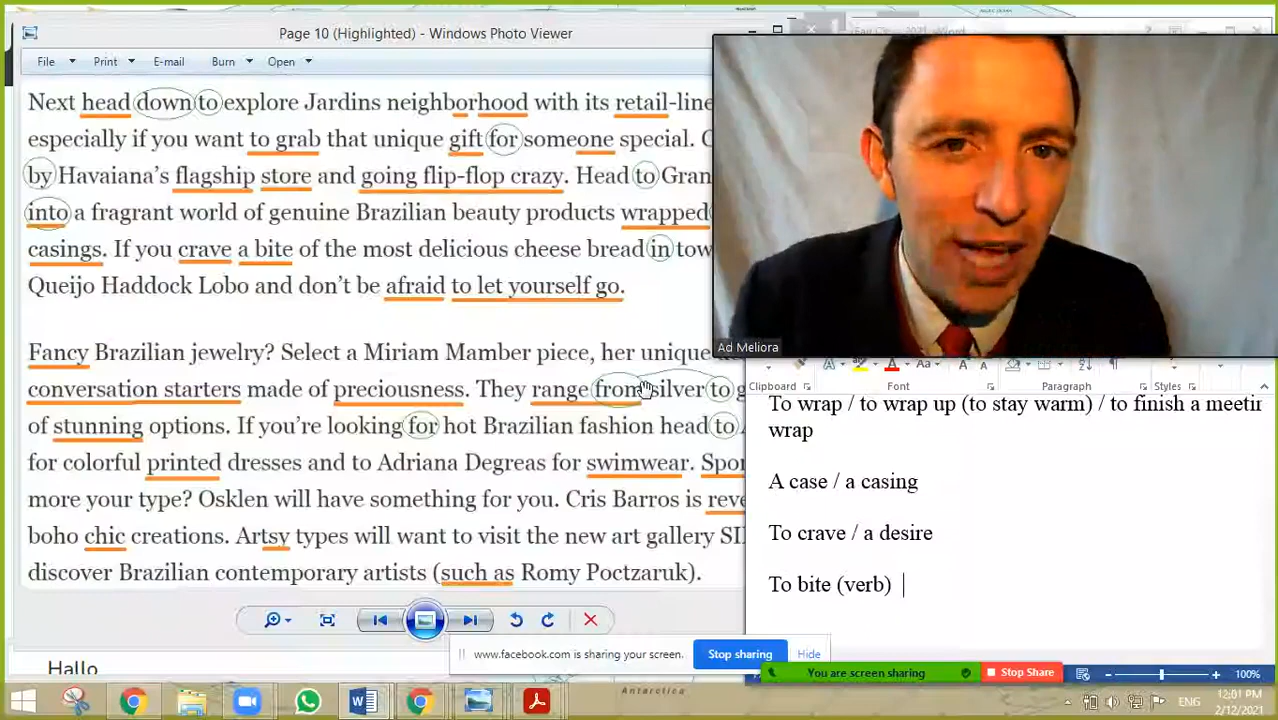 Page 10 (Highlighted) - Windows Photo Viewer
File Print E-mail Burn Open
Next head down to explore Jardins neighborhood with its retail-line
especially if you want to grab that unique gift for someone special.
by Havaiana's flagship store and going flip-flop crazy. Head to Gran
into a fragrant world of genuine Brazilian beauty products wrapped
casings. If you crave a bite of the most delicious cheese bread in tow
Queijo Haddock Lobo and don't be afraid to let yourself go.
Fancy Brazilian jewelry? Select a Miriam Mamber piece, her unique
conversation starters made of preciousness. They range from silver to g
of stunning options. If you're looking for hot Brazilian fashion head to
for colorful printed dresses and to Adriana Degreas for swimwear. Spor
more your type? Osklen will have something for you. Cris Barros is reve
boho chic creations. Artsy types will want to visit the new art gallery SI
discover Brazilian contemporary artists (such as Romy Poctzaruk).
Ad Meliora
Clipboard Font Paragraph Styles
To wrap / to wrap up (to stay warm) / to finish a meetin
wrap
A case / a casing
To crave / a desire
To bite (verb)
www.facebook.com is sharing your screen. Stop sharing Hide
Hallo
You are screen sharing Stop Share
100%
Antarctica
ENG
12:01 PM
2/12/2021